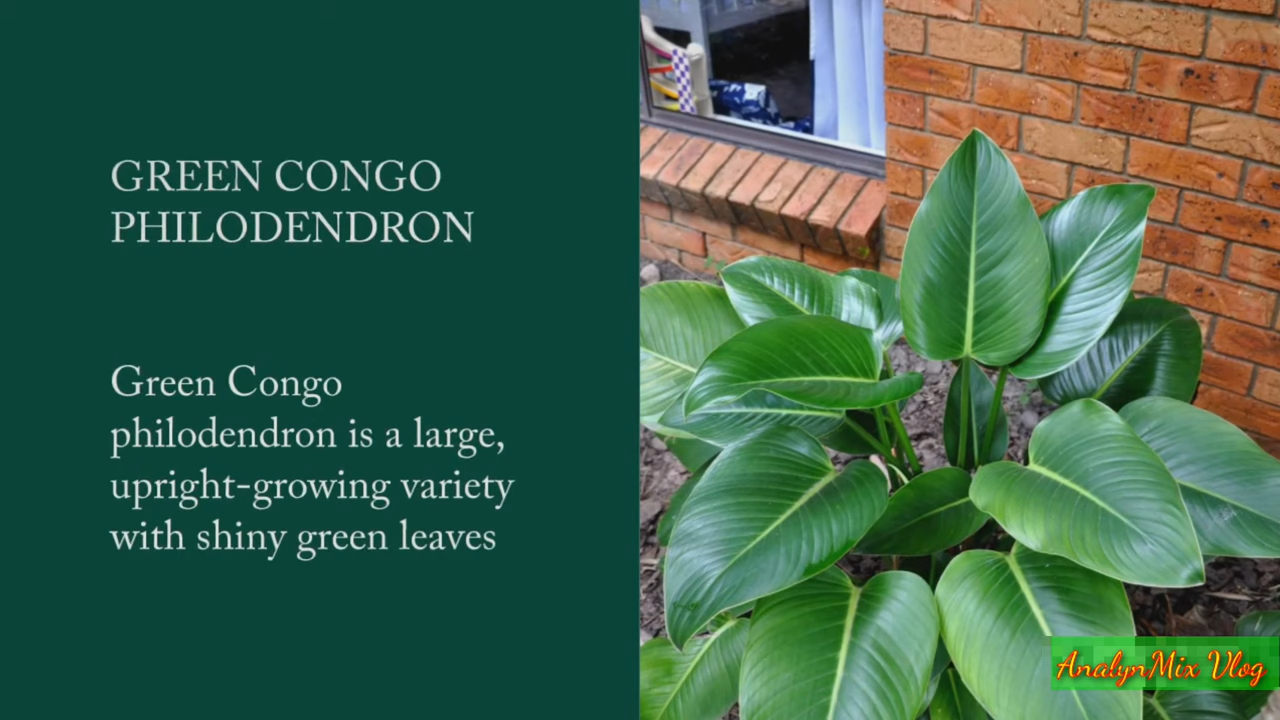 GREEN CONGO
PHILODENDRON
Green Congo
philodendron is a large,
upright-growing variety
with shiny green leaves
AnalynMix Vlog